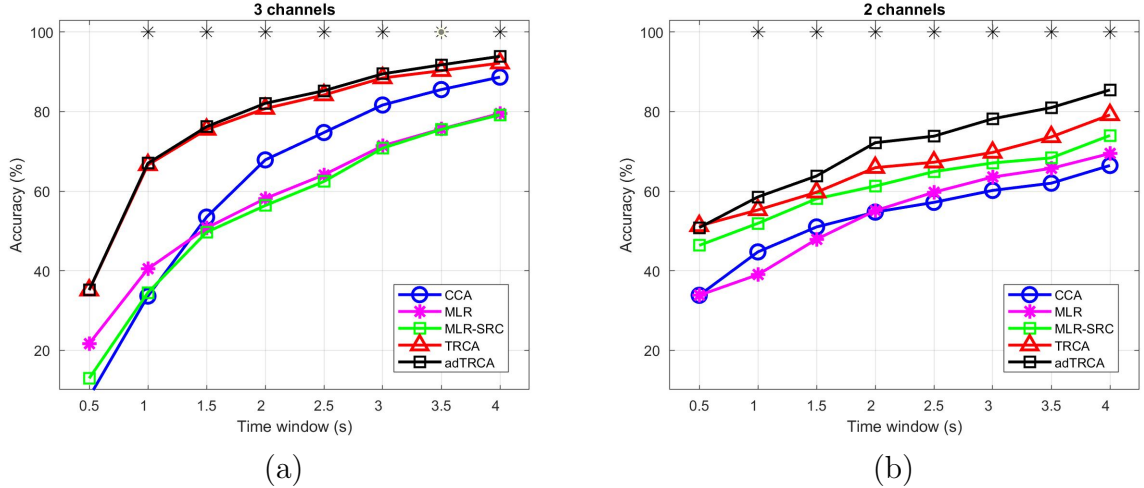 3 channels
100
80
60
40
20
Accuracy (%)
0.5 1 1.5 2 2.5 3 3.5 4
Time window (s)
CCA
MLR
MLR-SRC
TRCA
adTRCA
(a)
2 channels
100
80
60
40
20
Accuracy (%)
0.5 1 1.5 2 2.5 3 3.5 4
Time window (s)
CCA
MLR
MLR-SRC
TRCA
adTRCA
(b)